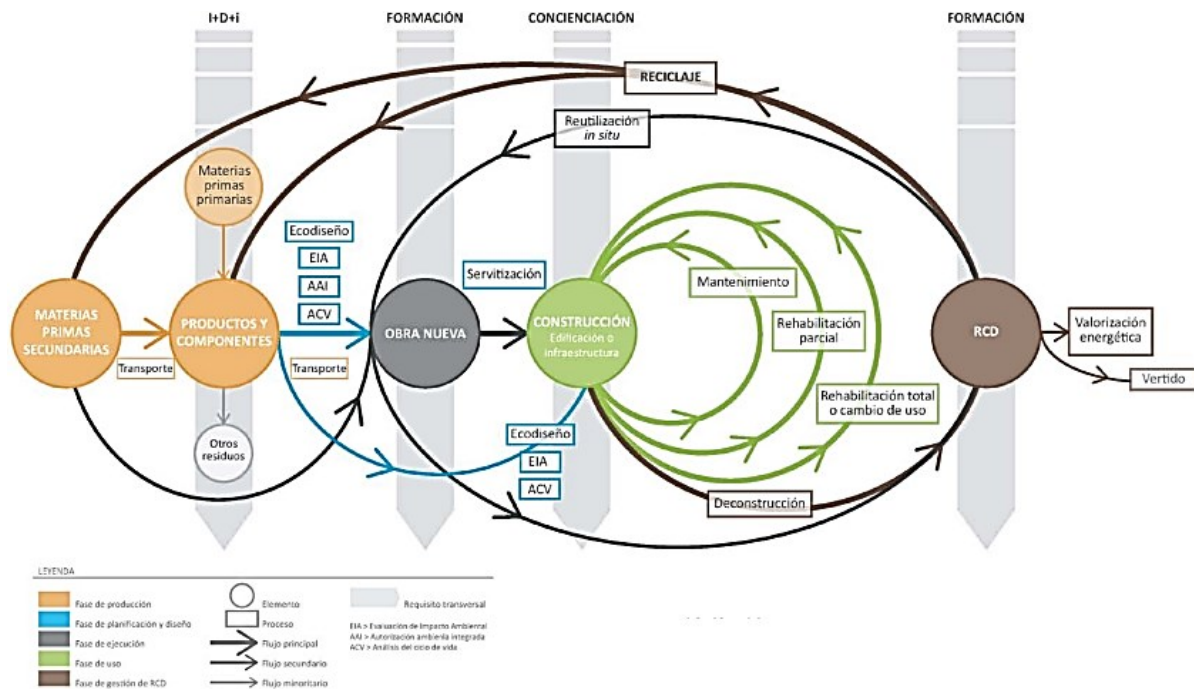 I+D+i
FORMACIÓN
CONCIENCIACIÓN
FORMACIÓN
RECICLAJE
Reutilización
in situ
Materias
primas
primarias
Ecodiseño
EIA
AAI
ACV
Servitización
Mantenimiento
MATERIAS
PRIMAS
SECUNDARIAS
Transporte
PRODUCTOS Y
COMPONENTES
Transporte
OBRA NUEVA
CONSTRUCCIÓN
Edificación o
infraestructura
Rehabilitación
parcial
RCD
Valorización
energética
Vertido
Rehabilitación total
o cambio de uso
Otros
residuos
Ecodiseño
EIA
ACV
Deconstrucción
LEYENDA
Fase de producción
Fase de planificación y diseño
Fase de ejecución
Fase de uso
Fase de gestión de RCD
Elemento
Proceso
Flujo principal
Flujo secundario
Flujo minoritario
Requisito transversal
EIA > Evaluación de Impacto Ambiental
AAI > Autorización ambienla integrada
ACV > Análisis del ciclo de vida